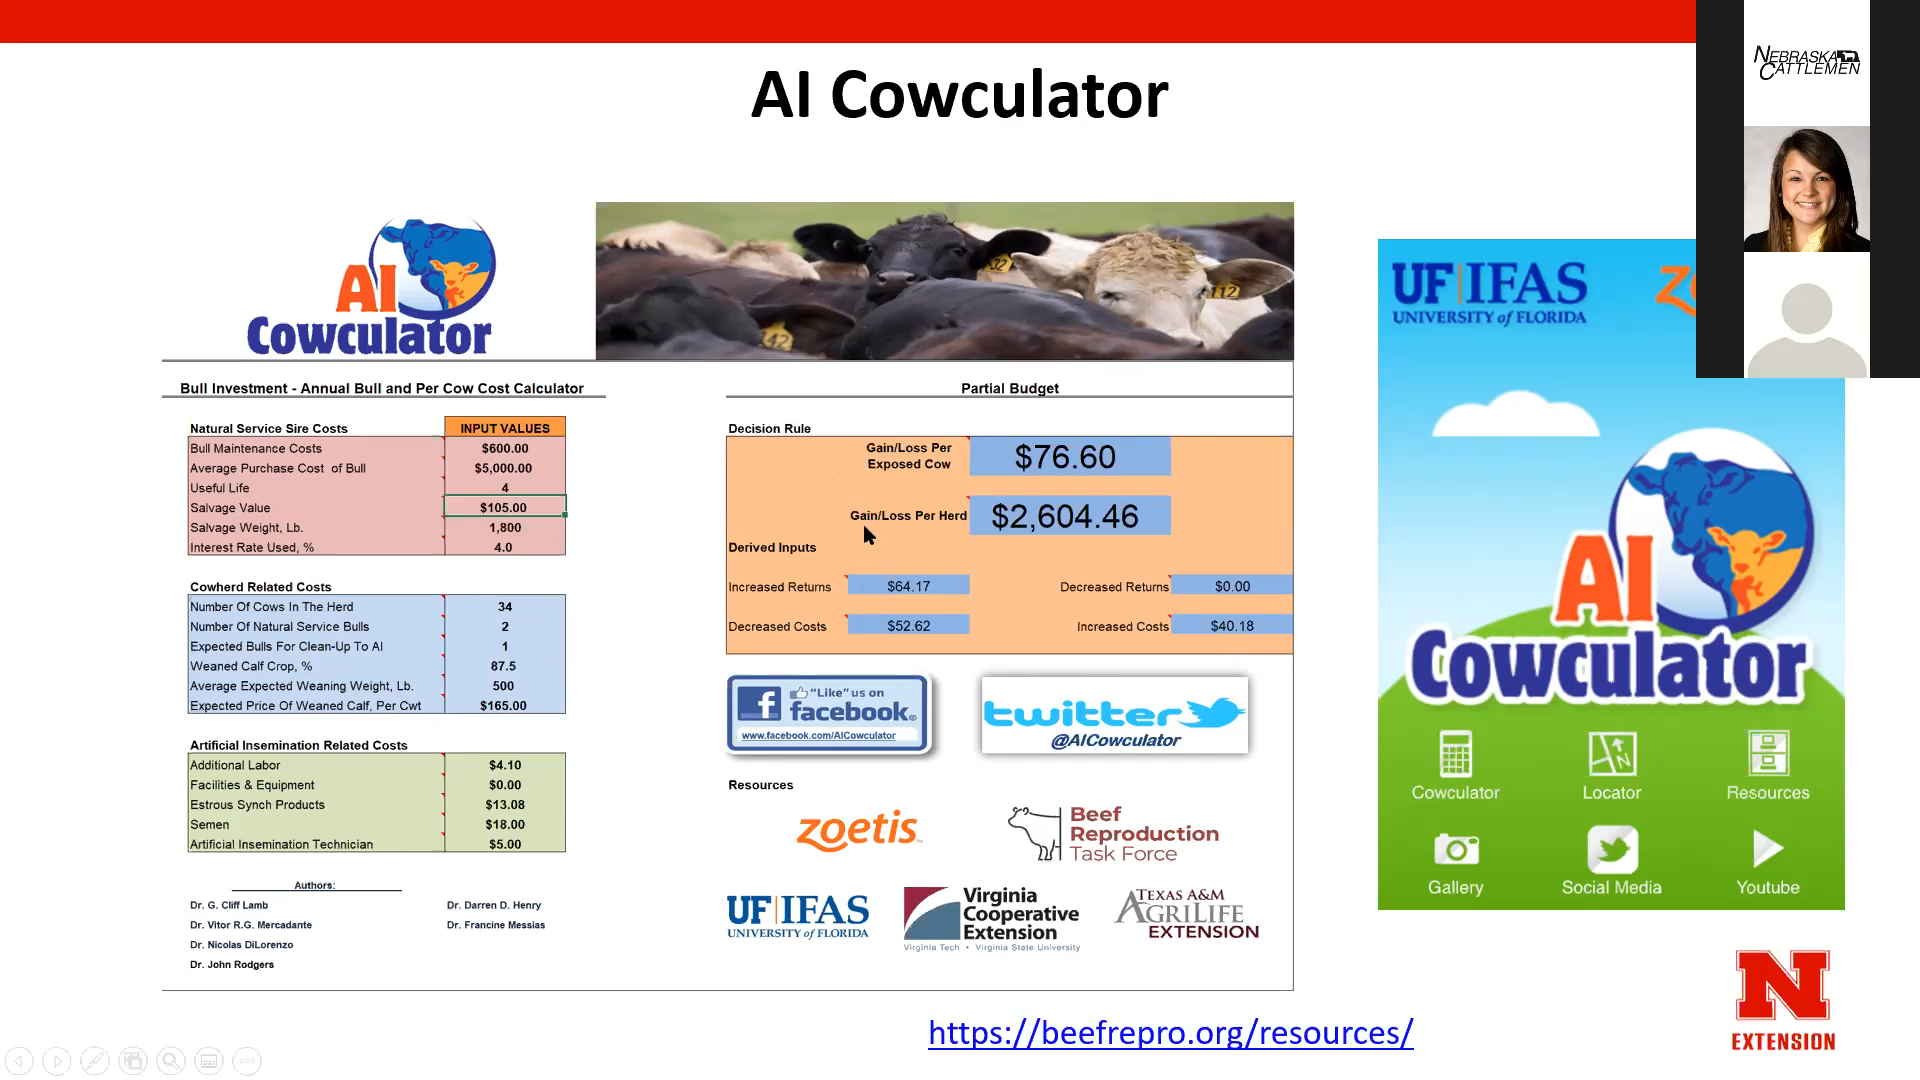 AI Cowculator
NEBRASKA
CATTLEMEN
AI
Cowculator
32
112
42
UF|IFAS
UNIVERSITY of FLORIDA
Bull Investment - Annual Bull and Per Cow Cost Calculator
Natural Service Sire Costs INPUT VALUES
Bull Maintenance Costs $600.00
Average Purchase Cost of Bull $5,000.00
Useful Life 4
Salvage Value $105.00
Salvage Weight, Lb. 1,800
Interest Rate Used, % 4.0
Cowherd Related Costs
Number Of Cows In The Herd 34
Number Of Natural Service Bulls 2
Expected Bulls For Clean-Up To AI 1
Weaned Calf Crop, % 87.5
Average Expected Weaning Weight, Lb. 500
Expected Price Of Weaned Calf, Per Cwt $165.00
Artificial Insemination Related Costs
Additional Labor $4.10
Facilities & Equipment $0.00
Estrous Synch Products $13.08
Semen $18.00
Artificial Insemination Technician $5.00
Authors:
Dr. G. Cliff Lamb Dr. Darren D. Henry
Dr. Vitor R.G. Mercadante Dr. Francine Messias
Dr. Nicolas DiLorenzo
Dr. John Rodgers
Partial Budget
Decision Rule
Gain/Loss Per
Exposed Cow $76.60
Gain/Loss Per Herd $2,604.46
Derived Inputs
Increased Returns $64.17 Decreased Returns $0.00
Decreased Costs $52.62 Increased Costs $40.18
"Like" us on
facebook®
www.facebook.com/AICowculator
twitter
@AICowculator
Resources
zoetis
Beef
Reproduction
Task Force
UF|IFAS
UNIVERSITY of FLORIDA
Virginia
Cooperative
Extension
Virginia Tech • Virginia State University
TEXAS A&M
AGRILIFE
EXTENSION
AI
Cowculator
Cowculator Locator Resources
Gallery Social Media Youtube
https://beefrepro.org/resources/
N
EXTENSION